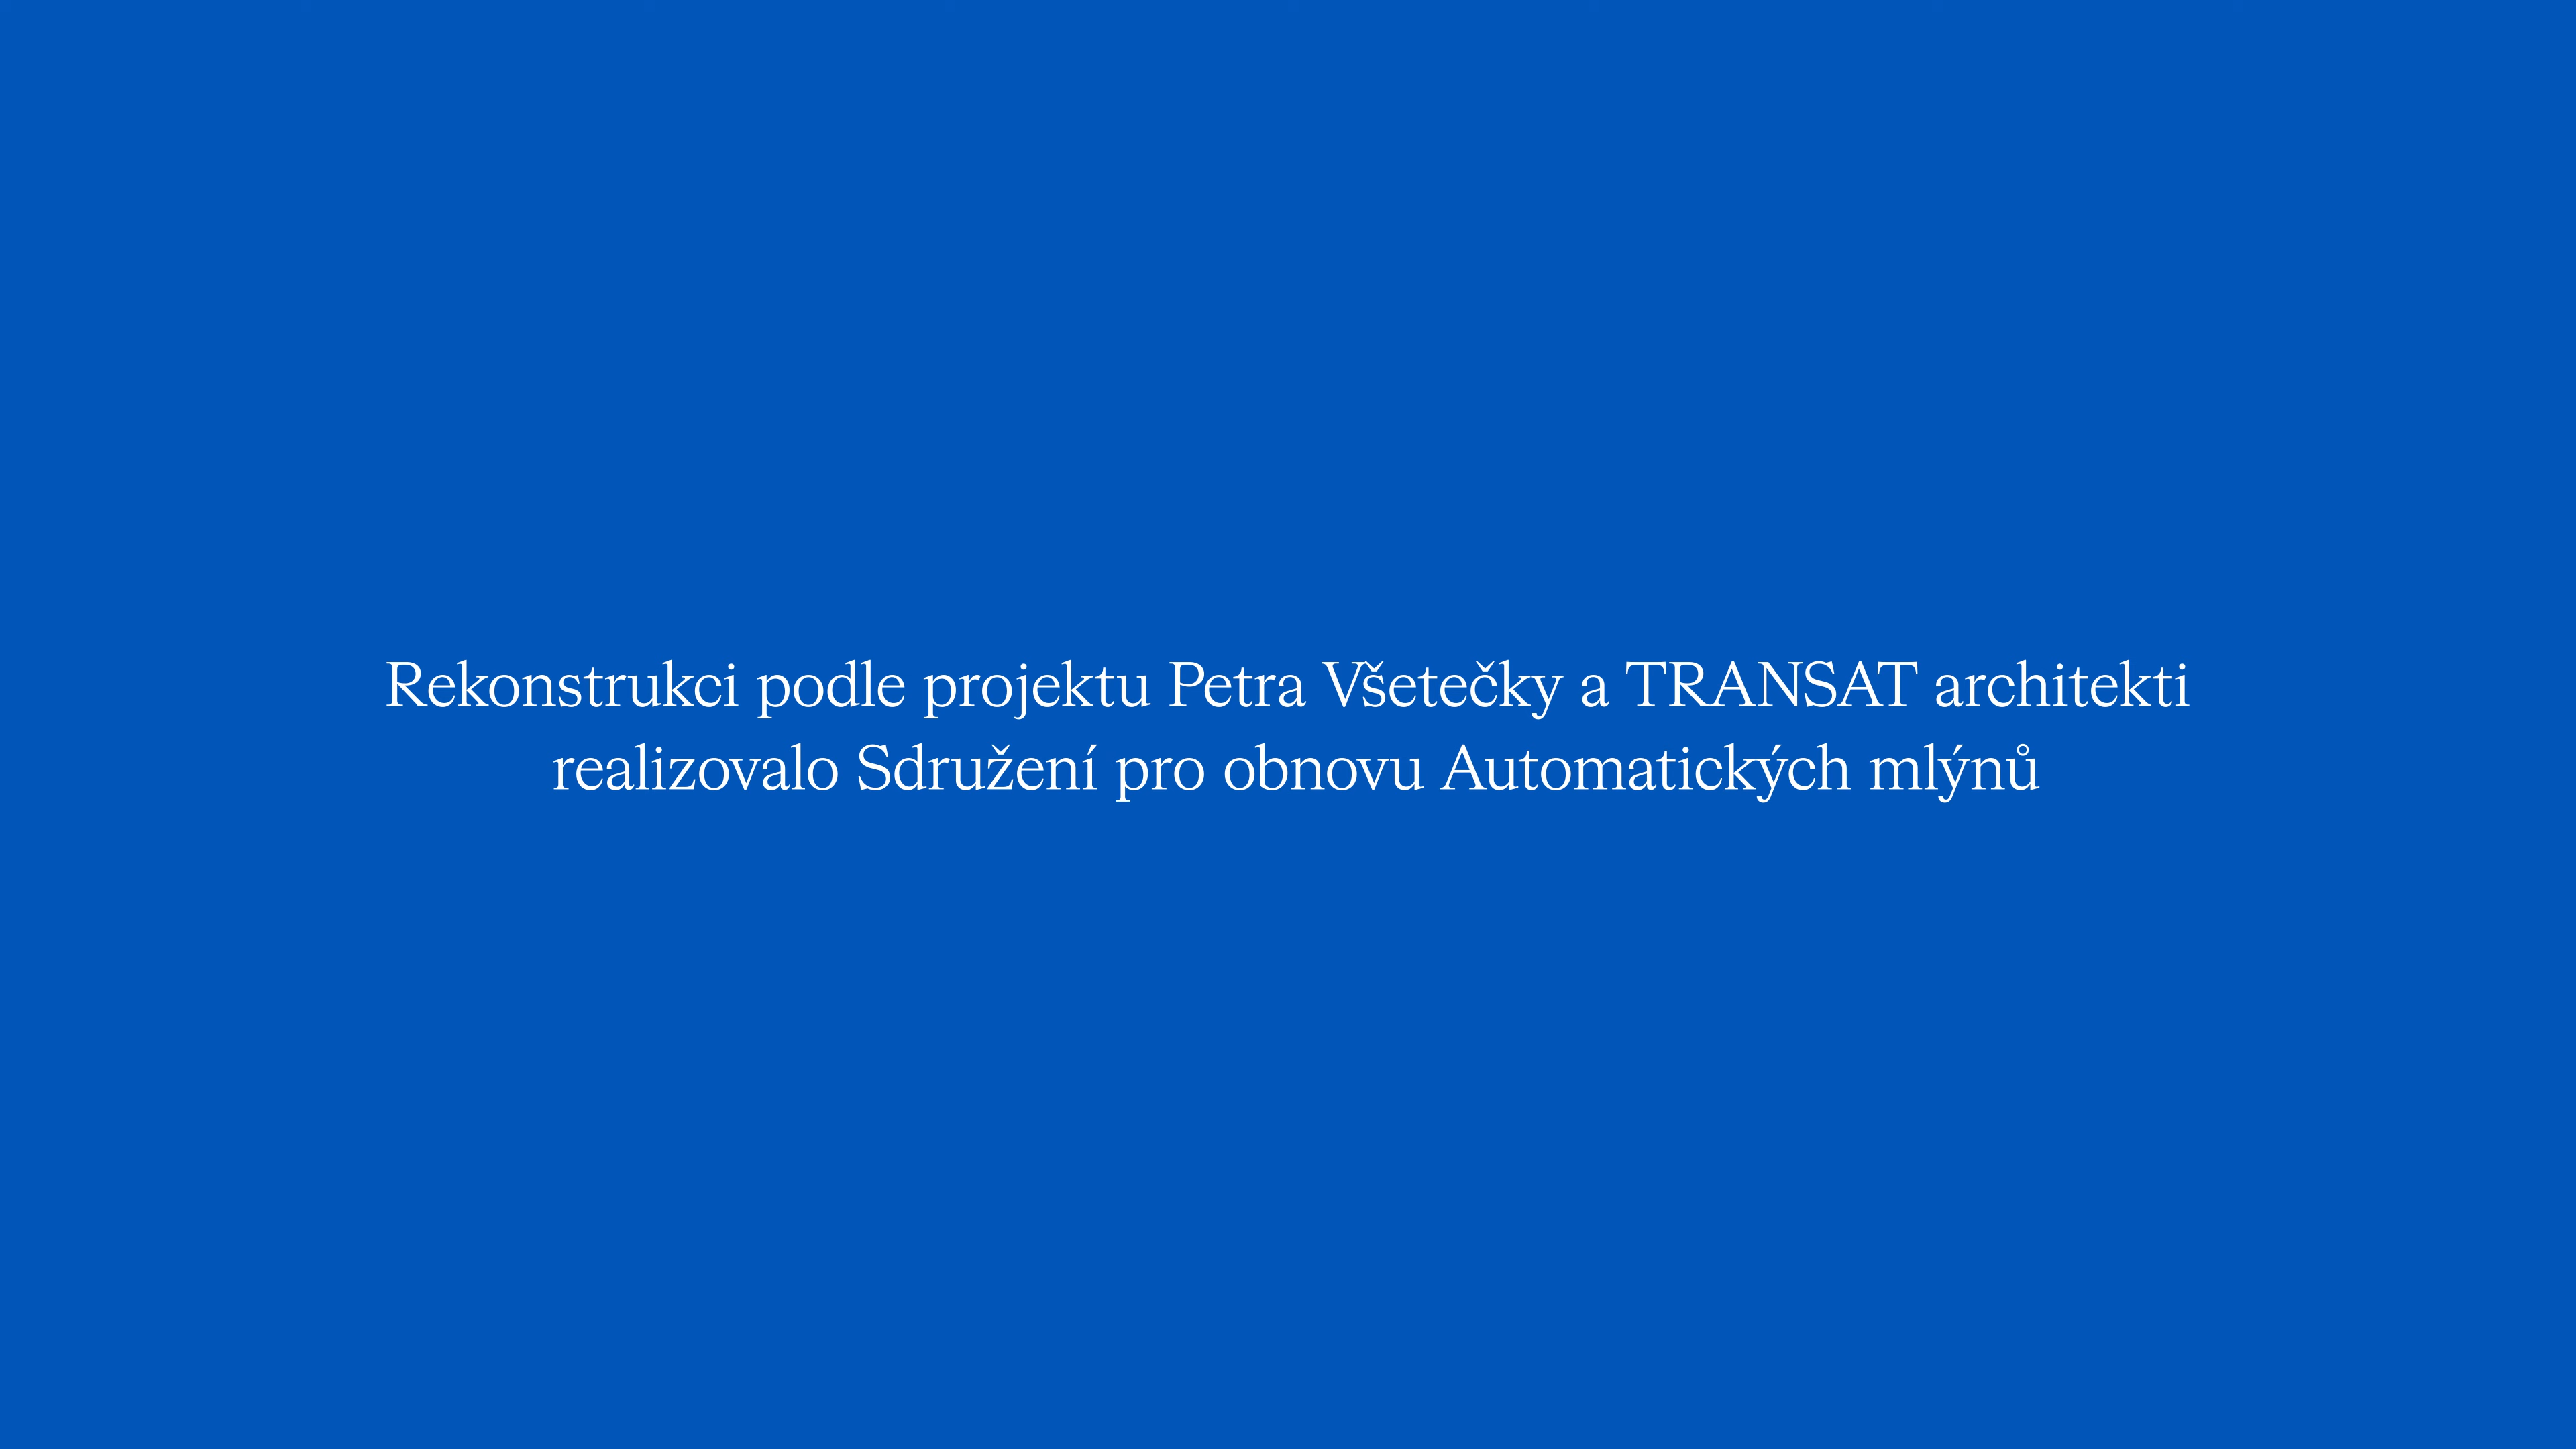 Rekonstrukci podle projektu Petra Všetečky a TRANSAT architekti
realizovalo Sdružení pro obnovu Automatických mlýnů